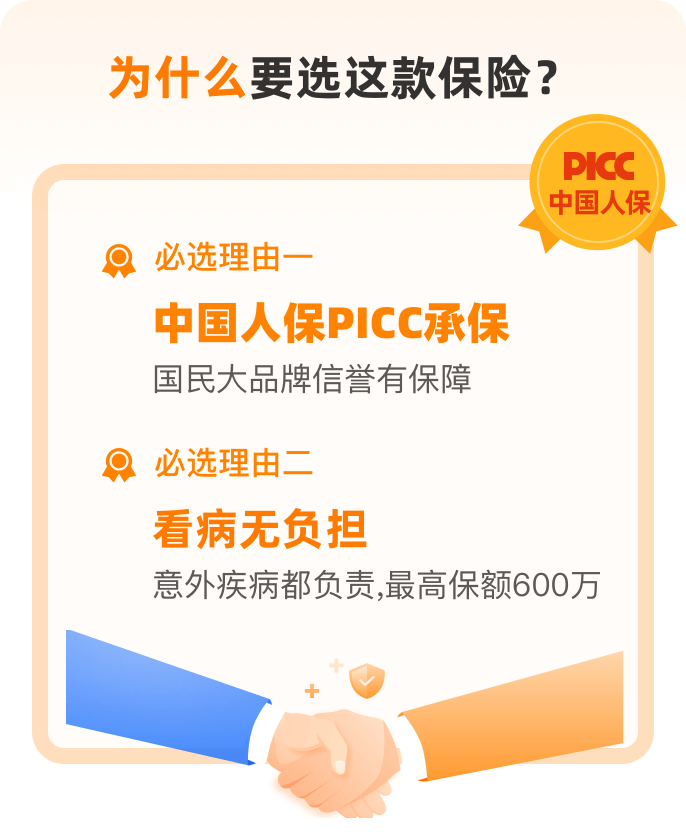 为什么要选这款保险？
PICC
中国人保
必选理由一
中国人保PICC承保
国民大品牌信誉有保障
必选理由二
看病无负担
意外疾病都负责,最高保额600万